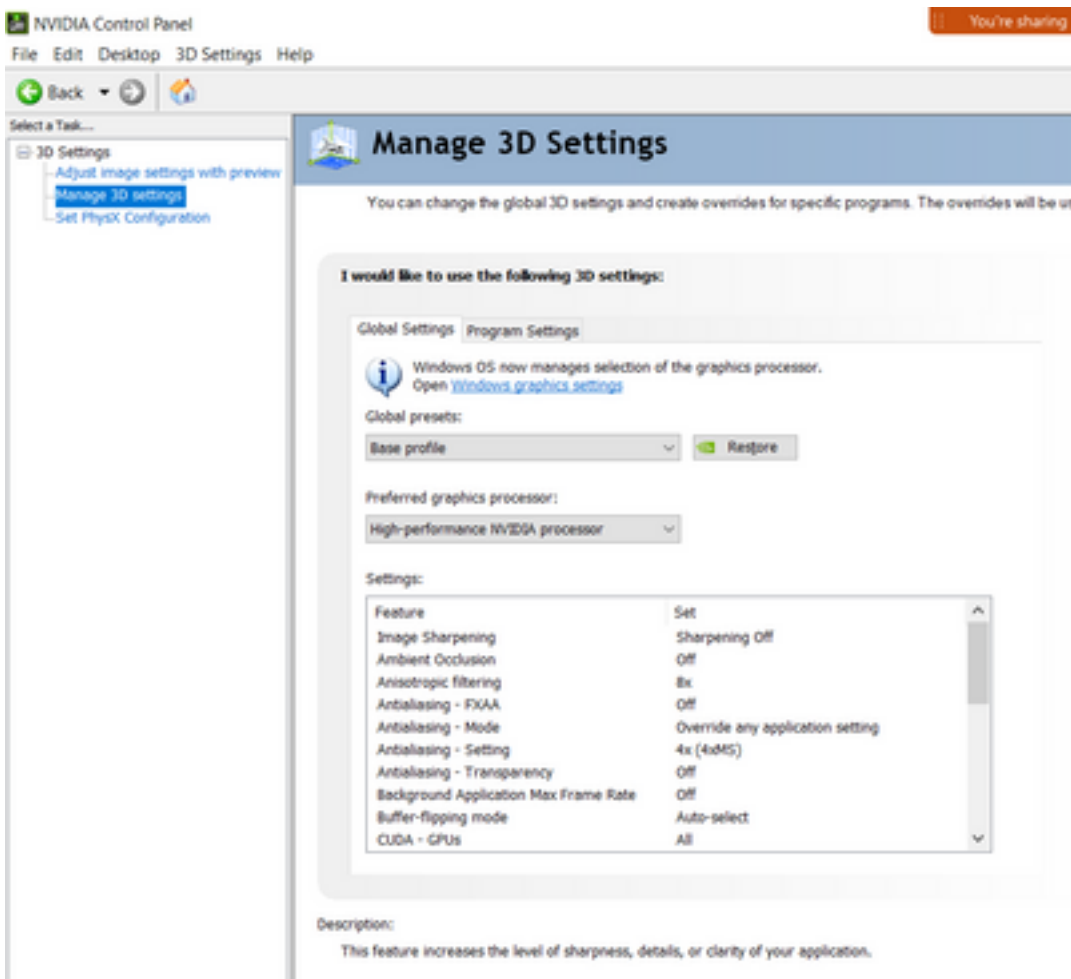 NVIDIA Control Panel
You're sharing
File Edit Desktop 3D Settings Help
Back
Select a Task...
3D Settings
Adjust image settings with preview
Manage 3D settings
Set PhysX Configuration
Manage 3D Settings
You can change the global 3D settings and create overrides for specific programs. The overrides will be
I would like to use the following 3D settings:
Global Settings Program Settings
Windows OS now manages selection of the graphics processor.
Open Windows graphics settings
Global presets:
Base profile Restore
Preferred graphics processor:
High-performance NVIDIA processor
Settings:
Feature Set
Image Sharpening Sharpening Off
Ambient Occlusion Off
Anisotropic filtering 8x
Antialiasing - FXAA Off
Antialiasing - Mode Override any application setting
Antialiasing - Setting 4x (4xMS)
Antialiasing - Transparency Off
Background Application Max Frame Rate Off
Buffer-flipping mode Auto-select
CUDA - GPUs All
Description:
This feature increases the level of sharpness, details, or clarity of your application.